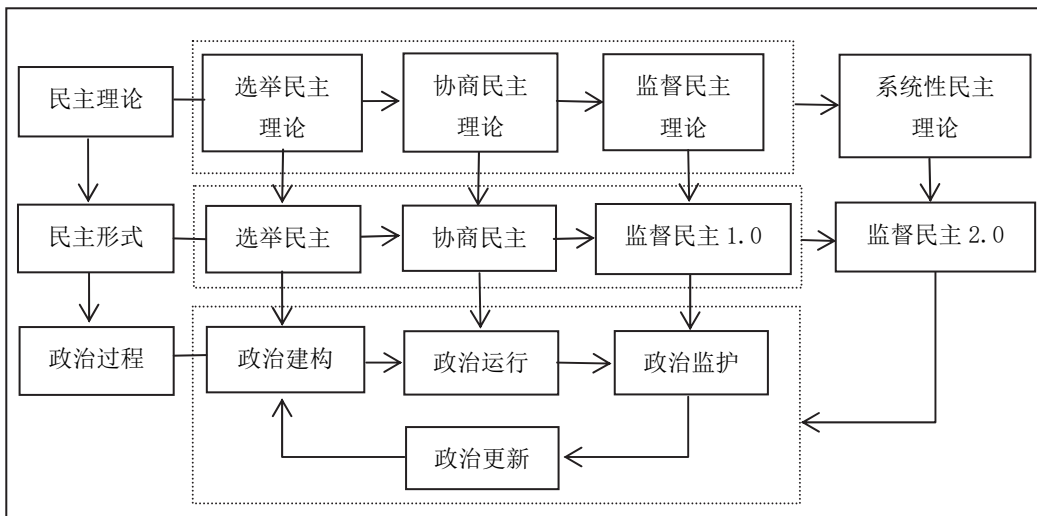 民主理论
选举民主
理论
协商民主
理论
监督民主
理论
系统性民主
理论
民主形式
选举民主
协商民主
监督民主 1.0
监督民主 2.0
政治过程
政治建构
政治运行
政治监护
政治更新